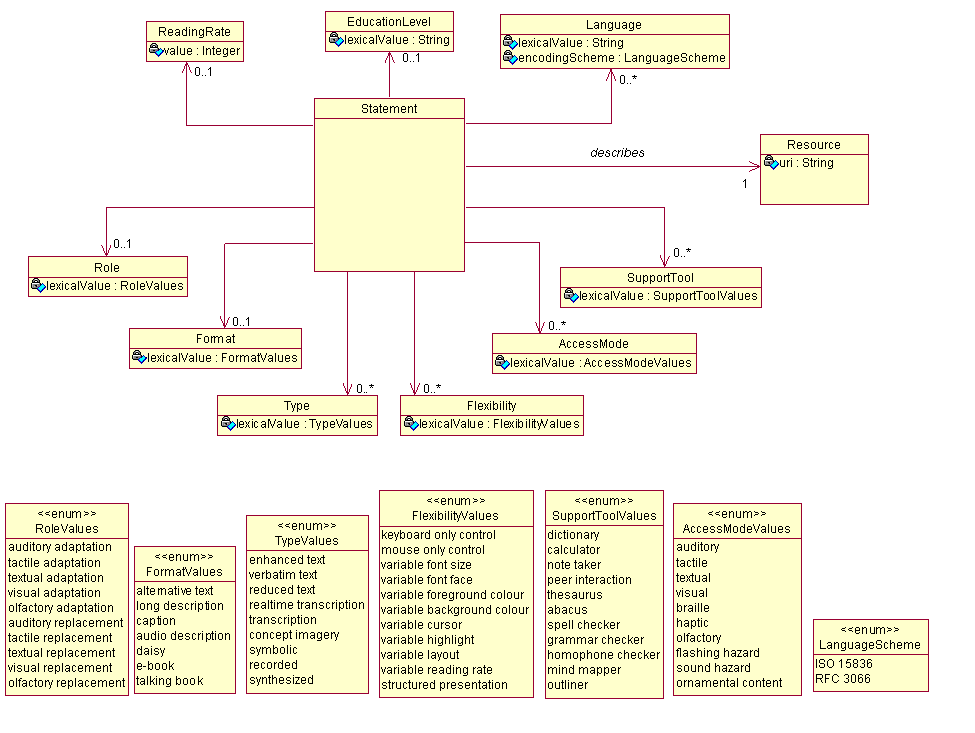 ReadingRate
value : Integer
0..1
EducationLevel
lexicalValue : String
0..1
Language
lexicalValue : String
encodingScheme : LanguageScheme
0..*
Statement
describes
1
Resource
uri : String
0..1
Role
lexicalValue : RoleValues
0..1
Format
lexicalValue : FormatValues
0..*
Type
lexicalValue : TypeValues
0..*
Flexibility
lexicalValue : FlexibilityValues
0..*
AccessMode
lexicalValue : AccessModeValues
0..*
SupportTool
lexicalValue : SupportToolValues
<<enum>>
RoleValues
auditory adaptation
tactile adaptation
textual adaptation
visual adaptation
olfactory adaptation
auditory replacement
tactile replacement
textual replacement
visual replacement
olfactory replacement
<<enum>>
FormatValues
alternative text
long description
caption
audio description
daisy
e-book
talking book
<<enum>>
TypeValues
enhanced text
verbatim text
reduced text
realtime transcription
transcription
concept imagery
symbolic
recorded
synthesized
<<enum>>
FlexibilityValues
keyboard only control
mouse only control
variable font size
variable font face
variable foreground colour
variable background colour
variable cursor
variable highlight
variable layout
variable reading rate
structured presentation
<<enum>>
SupportToolValues
dictionary
calculator
note taker
peer interaction
thesaurus
abacus
spell checker
grammar checker
homophone checker
mind mapper
outliner
<<enum>>
AccessModeValues
auditory
tactile
textual
visual
braille
haptic
olfactory
flashing hazard
sound hazard
ornamental content
<<enum>>
LanguageScheme
ISO 15836
RFC 3066